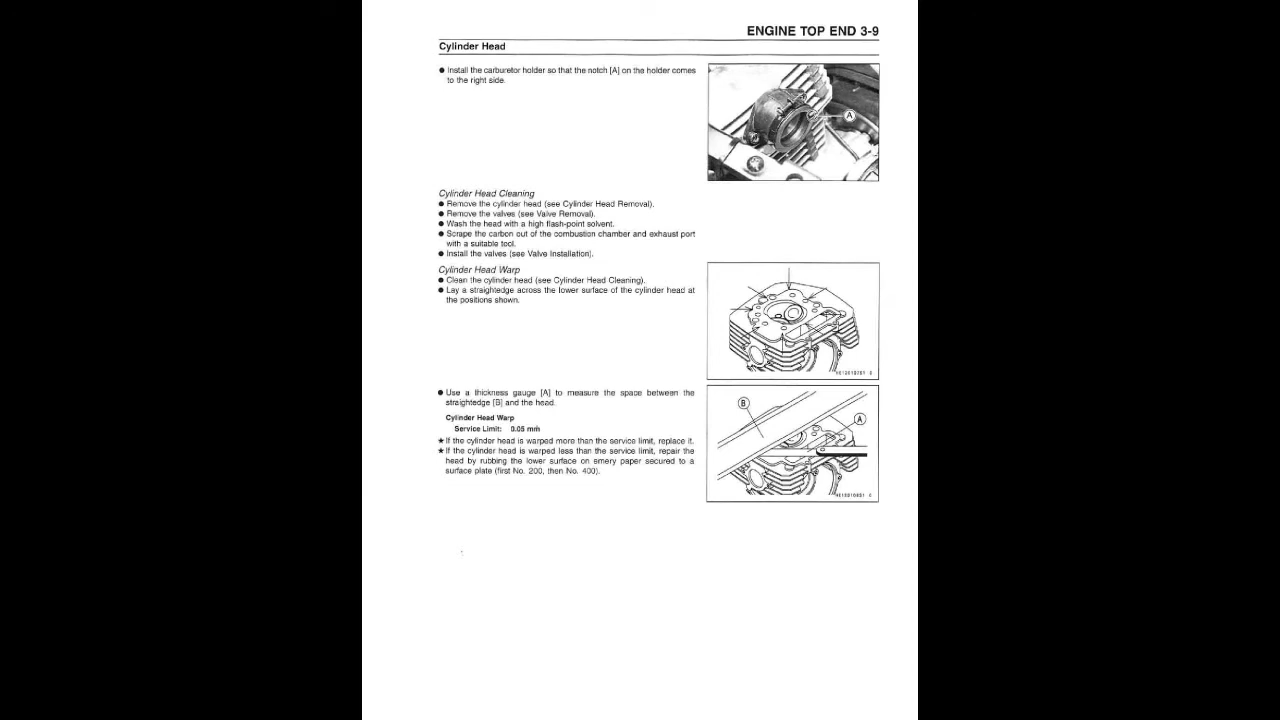 ENGINE TOP END 3-9
Cylinder Head
● Install the carburetor holder so that the notch [A] on the holder comes
to the right side.
A
Cylinder Head Cleaning
● Remove the cylinder head (see Cylinder Head Removal).
● Remove the valves (see Valve Removal).
● Wash the head with a high flash-point solvent.
● Scrape the carbon out of the combustion chamber and exhaust port
with a suitable tool.
● Install the valves (see Valve Installation).
Cylinder Head Warp
● Clean the cylinder head (see Cylinder Head Cleaning).
● Lay a straightedge across the lower surface of the cylinder head at
the positions shown.
● Use a thickness gauge [A] to measure the space between the
straightedge [B] and the head.
B
A
Cylinder Head Warp
Service Limit: 0.05 mm
★ If the cylinder head is warped more than the service limit, replace it.
★ If the cylinder head is warped less than the service limit, repair the
head by rubbing the lower surface on emery paper secured to a
surface plate (first No. 200, then No. 400).